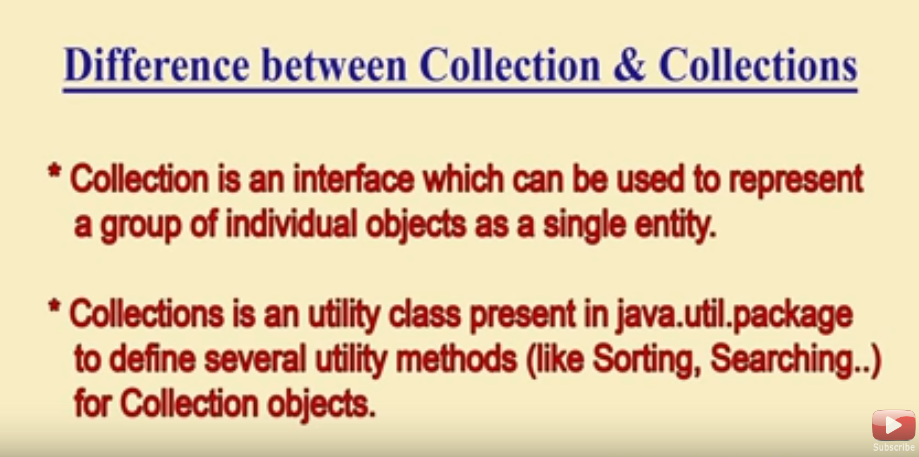 Difference between Collection & Collections
* Collection is an interface which can be used to represent
a group of individual objects as a single entity.
* Collections is an utility class present in java.util.package
to define several utility methods (like Sorting, Searching..)
for Collection objects.
Subscribe